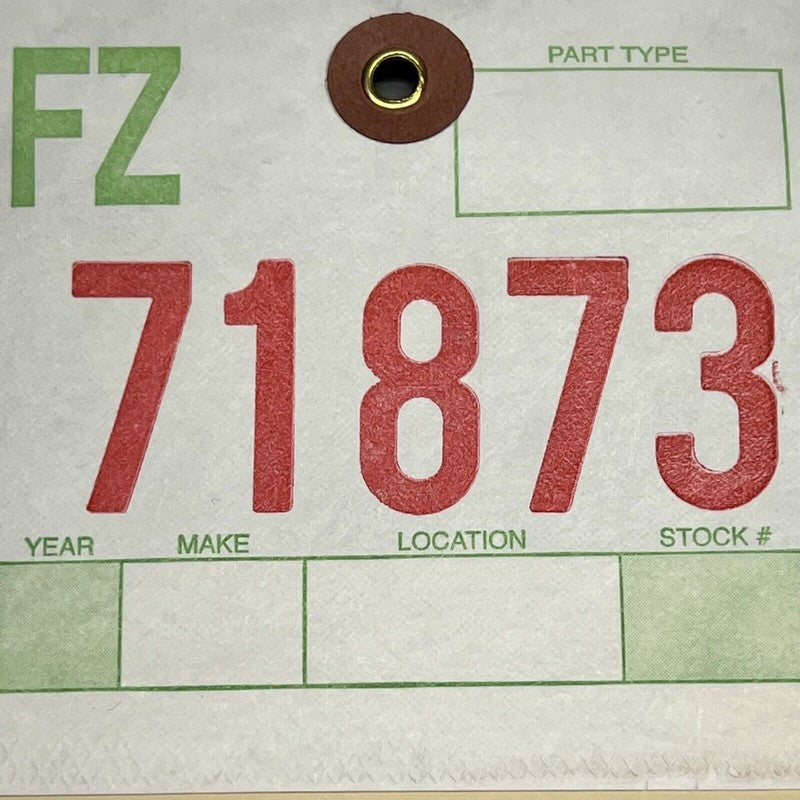 FZ
PART TYPE
71873
YEAR MAKE LOCATION STOCK #